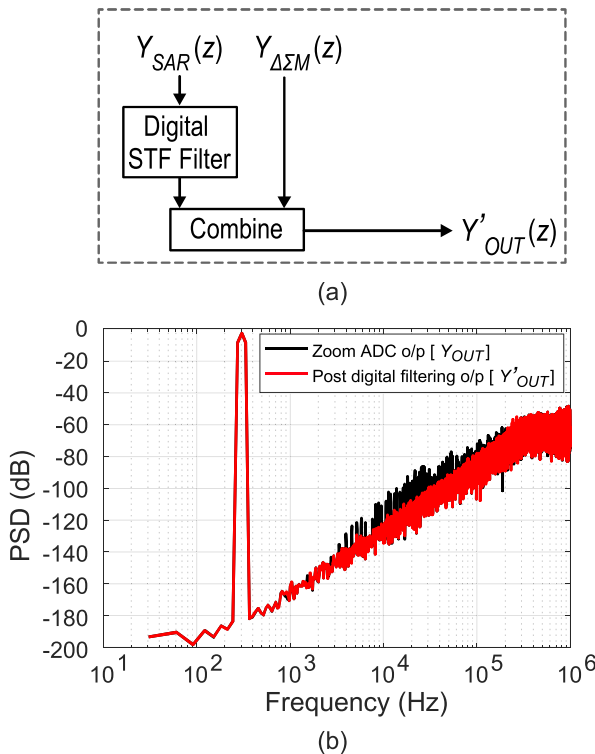 Y_SAR(z) Y_ΔΣM(z)
Digital
STF Filter
Combine
Y'_OUT(z)
(a)
0
-20
-40
-60
-80
-100
-120
-140
-160
-180
-200
PSD (dB)
Zoom ADC o/p [ Y_OUT]
Post digital filtering o/p [ Y'_OUT]
10^1 10^2 10^3 10^4 10^5 10^6
Frequency (Hz)
(b)